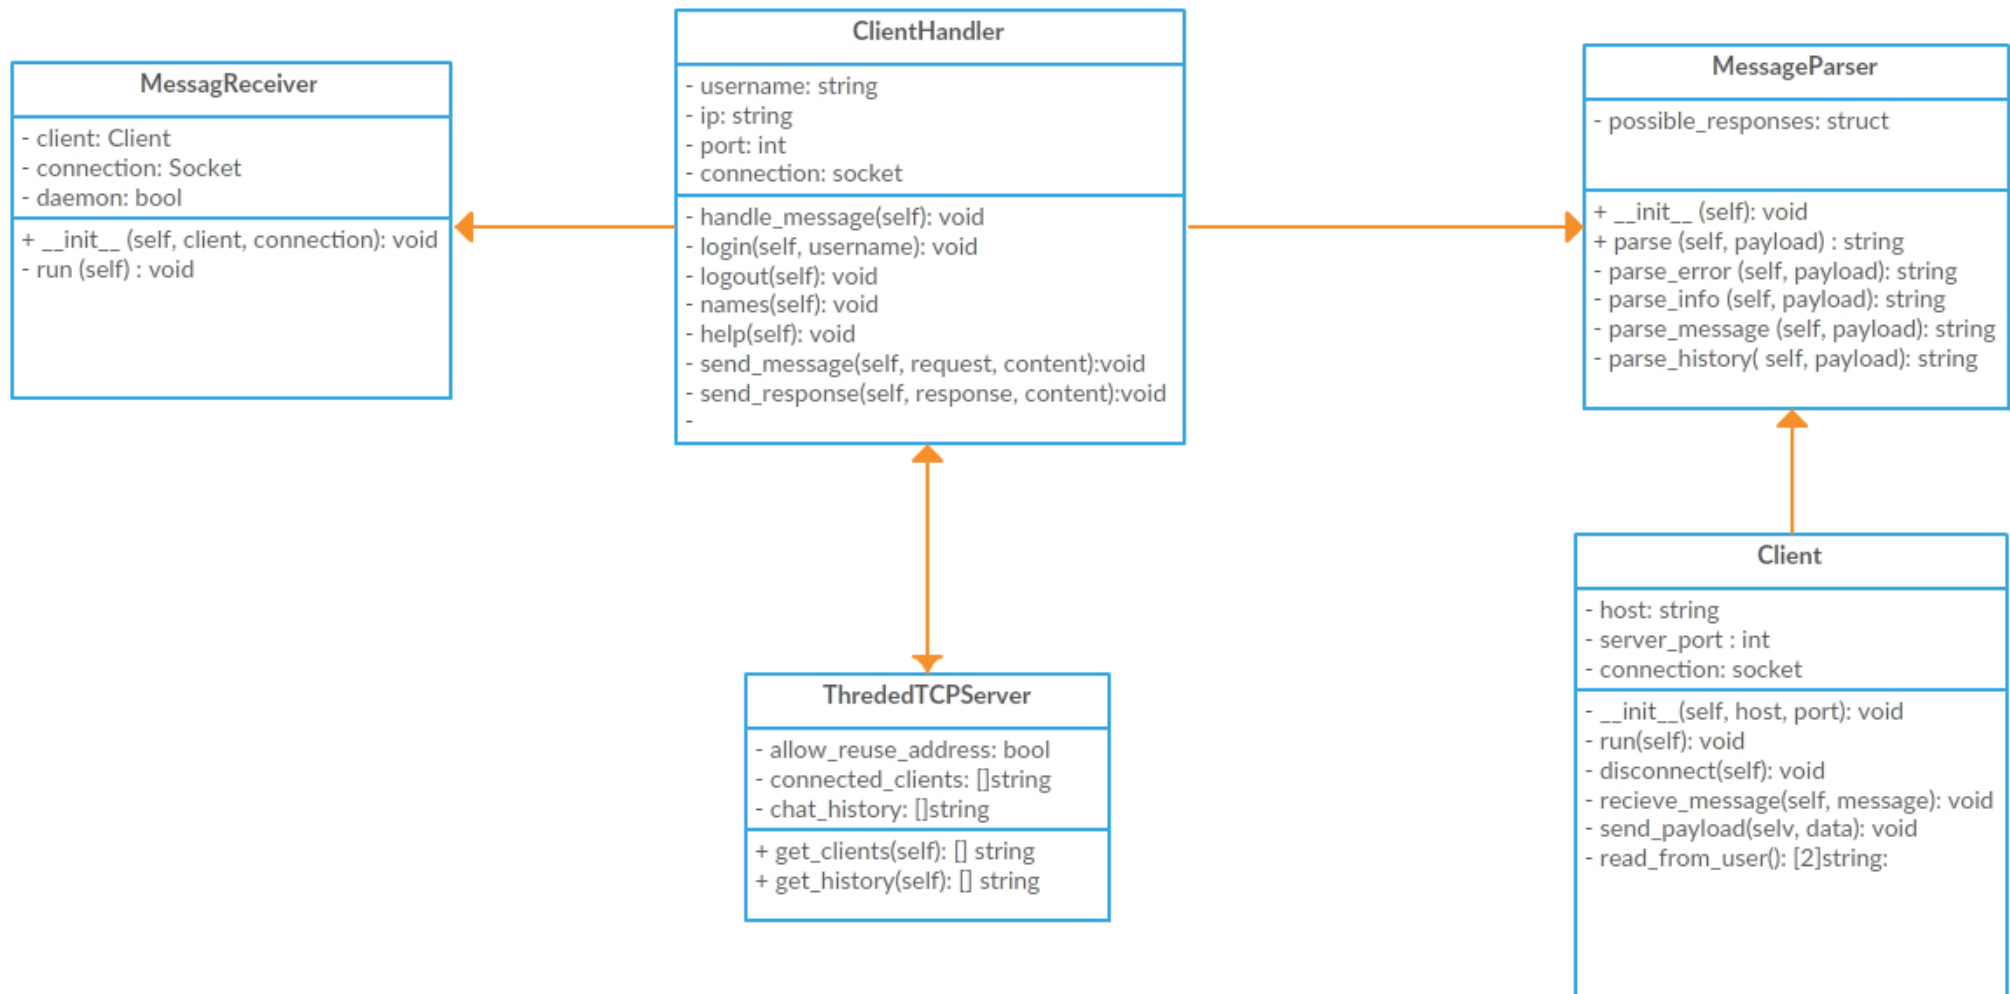 MessagReceiver
- client: Client
- connection: Socket
- daemon: bool
+ __init__ (self, client, connection): void
- run (self) : void
ClientHandler
- username: string
- ip: string
- port: int
- connection: socket
- handle_message(self): void
- login(self, username): void
- logout(self): void
- names(self): void
- help(self): void
- send_message(self, request, content):void
- send_response(self, response, content):void
-
MessageParser
- possible_responses: struct
+ __init__ (self): void
+ parse (self, payload) : string
- parse_error (self, payload): string
- parse_info (self, payload): string
- parse_message (self, payload): string
- parse_history( self, payload): string
ThrededTCPServer
- allow_reuse_address: bool
- connected_clients: []string
- chat_history: []string
+ get_clients(self): [] string
+ get_history(self): [] string
Client
- host: string
- server_port : int
- connection: socket
- __init__(self, host, port): void
- run(self): void
- disconnect(self): void
- recieve_message(self, message): void
- send_payload(selv, data): void
- read_from_user(): [2]string: